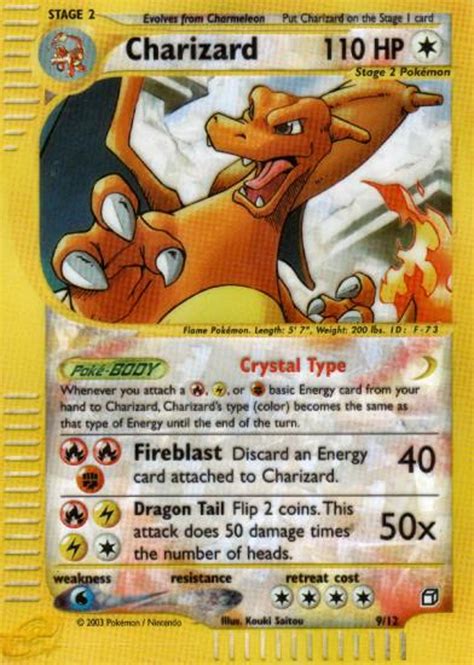 STAGE 2 Evolves from Charmeleon Put Charizard on the Stage 1 card
Charizard 110 HP
Stage 2 Pokémon
Flame Pokémon. Length: 5' 7", Weight: 200 lbs. ID: F-73
Poké-BODY Crystal Type
Whenever you attach a , , or basic Energy card from your
hand to Charizard, Charizard's type (color) becomes the same as
that type of Energy until the end of the turn.
Fireblast Discard an Energy 40
card attached to Charizard.
Dragon Tail Flip 2 coins. This 50x
attack does 50 damage times
the number of heads.
weakness resistance retreat cost
© 2003 Pokémon / Nintendo Illus. Kouki Saitou 9/12